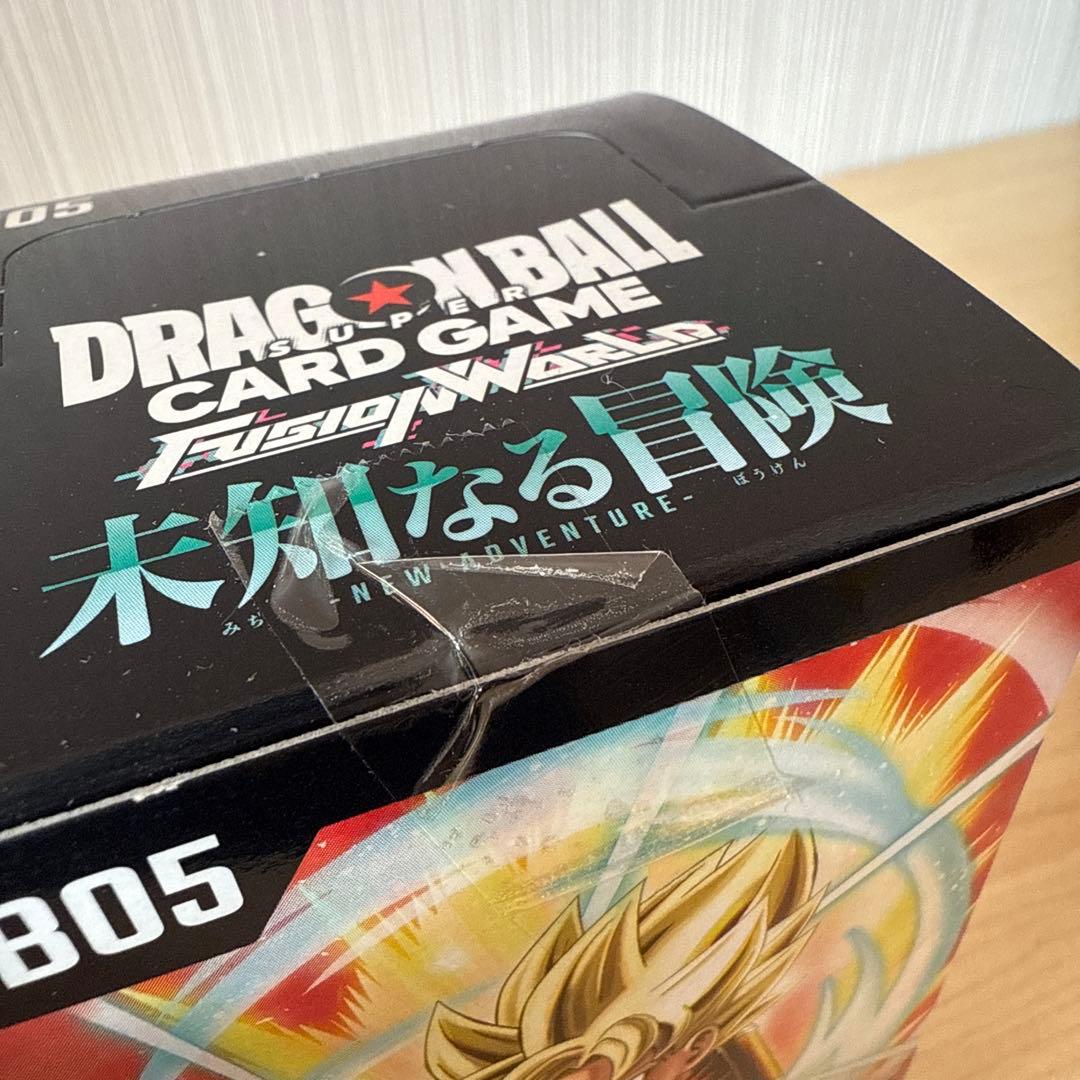 05
DRAGON BALL
SUPER
CARD GAME
FUSION WORLD
未知なる冒険
みち
ぼうけん
-NEW ADVENTURE-
B05